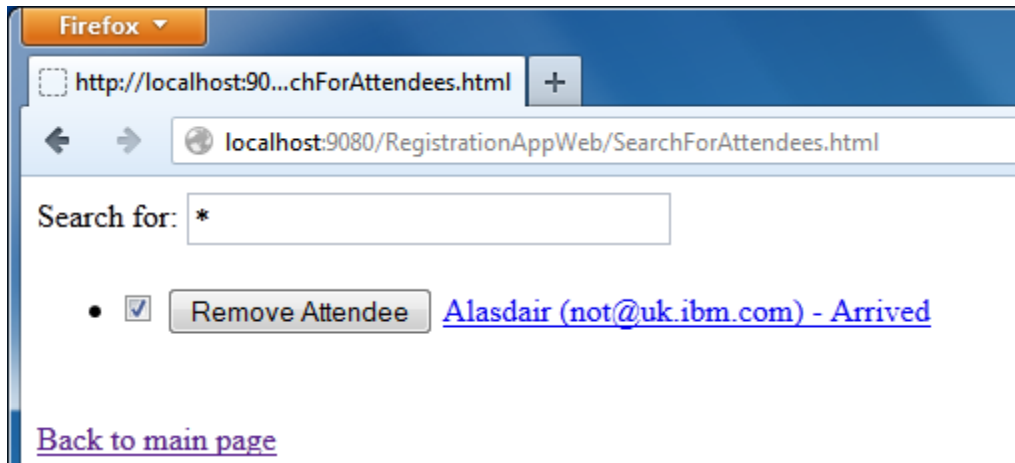 Firefox
http://localhost:90...chForAttendees.html +
localhost:9080/RegistrationAppWeb/SearchForAttendees.html
Search for: *
• Remove Attendee Alasdair (not@uk.ibm.com) - Arrived
Back to main page